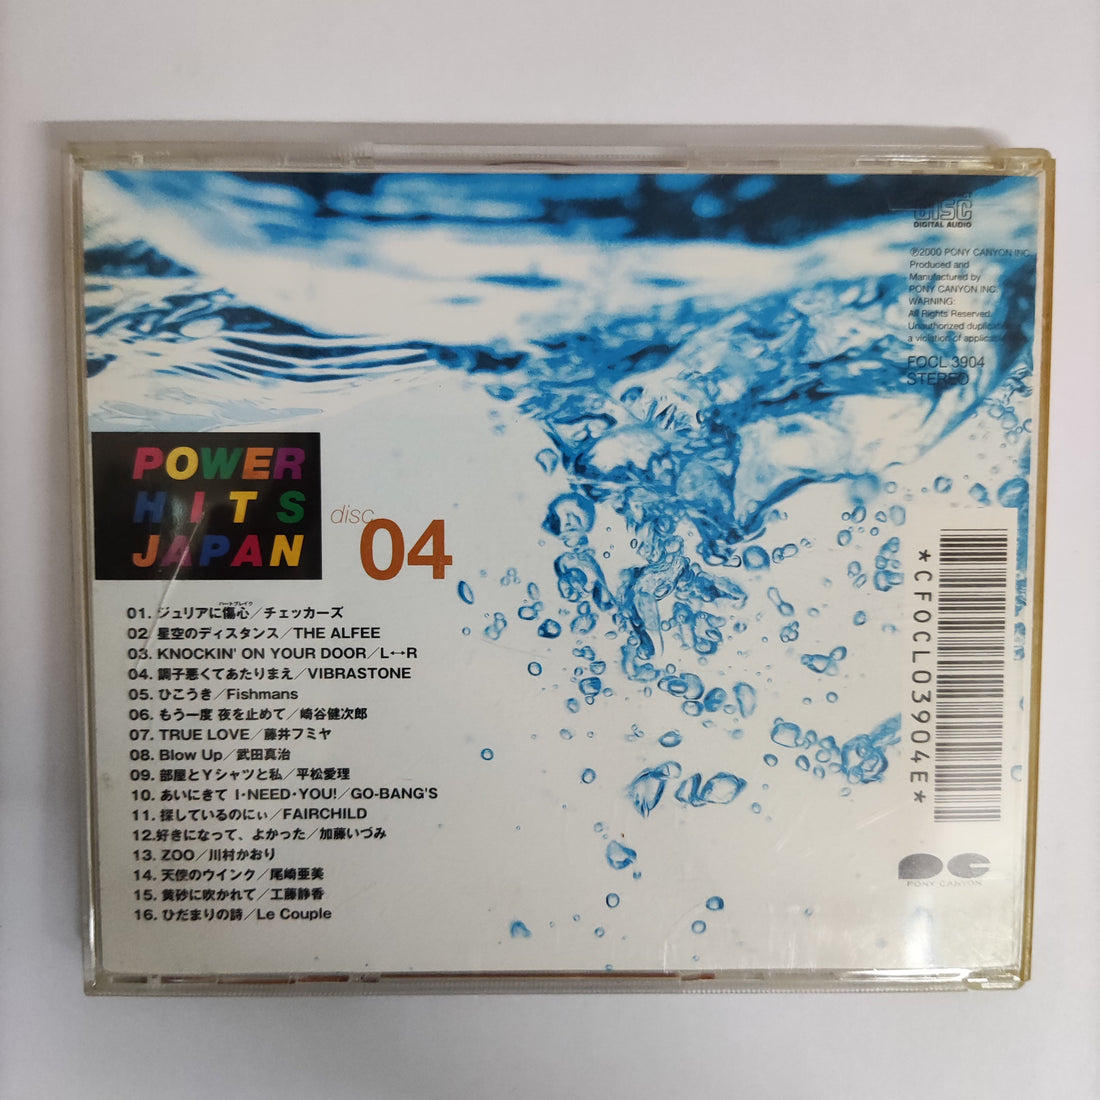 DISC
DIGITAL AUDIO
℗2000 PONY CANYON INC.
Produced and
Manufactured by
PONY CANYON INC.
WARNING:
All Rights Reserved.
Unauthorized
a violation of
FOCL 3904
STEREO
POWER
HITS
JAPAN
disc
04
ハートブレイク
01. ジュリアに傷心/チェッカーズ
02 星空のディスタンス/THE ALFEE
03. KNOCKIN' ON YOUR DOOR/L↔R
04. 調子悪くてあたりまえ/VIBRASTONE
05. ひこうき/Fishmans
06. もう一度 夜を止めて/崎谷健次郎
07. TRUE LOVE/藤井フミヤ
08. Blow Up/武田真治
09. 部屋とYシャツと私/平松愛理
10. あいにきて I・NEED・YOU!/GO-BANG'S
11. 探しているのにぃ/FAIRCHILD
12.好きになって、よかった/加藤いづみ
13. ZOO/川村かおり
14. 天使のウインク/尾崎亜美
15. 黄砂に吹かれて/工藤静香
16. ひだまりの詩/Le Couple
*CFOCL03904E*
PONY CANYON